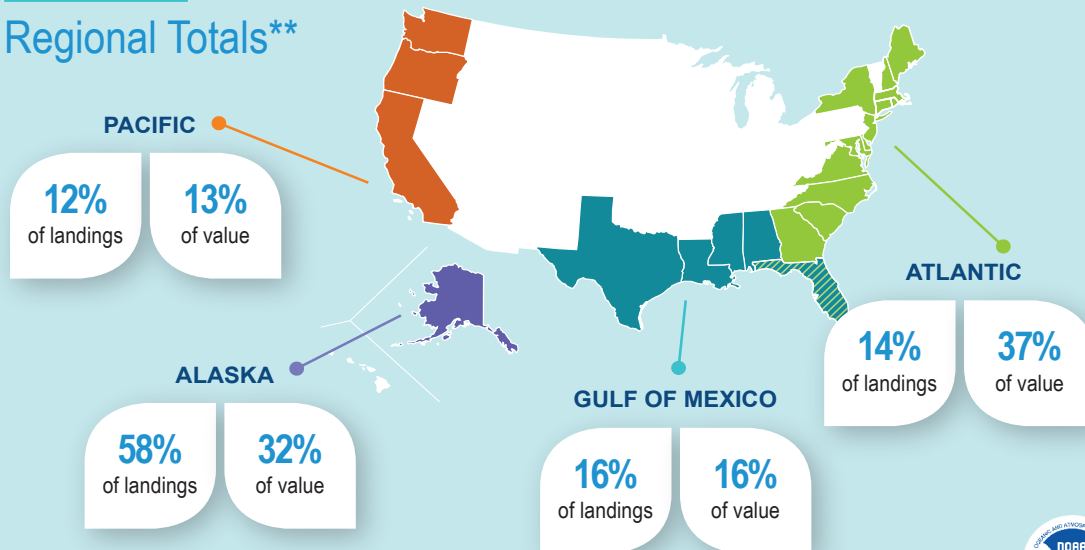 Regional Totals**
PACIFIC
12%
of landings
13%
of value
ATLANTIC
14%
of landings
37%
of value
ALASKA
58%
of landings
32%
of value
GULF OF MEXICO
16%
of landings
16%
of value